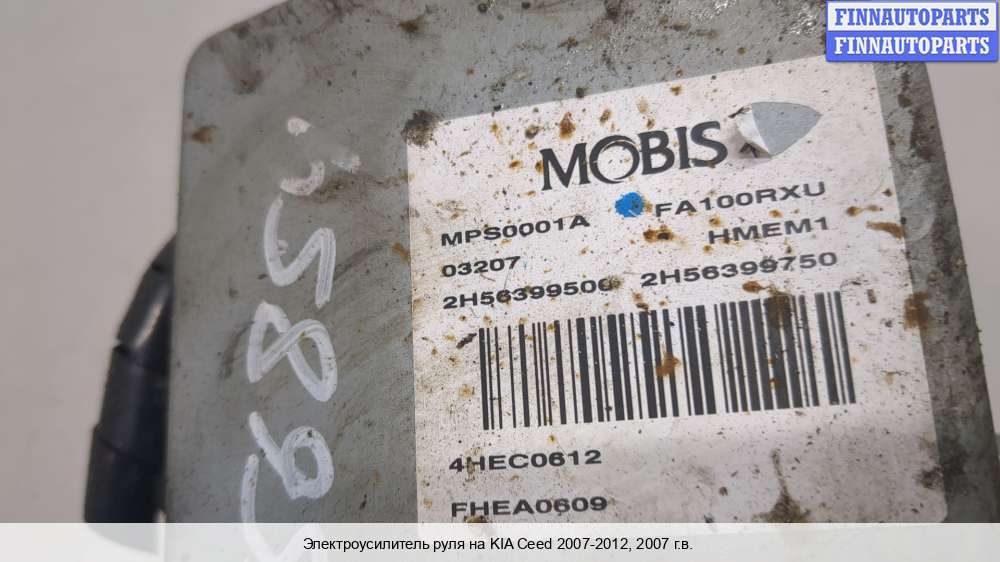 FINNAUTOPARTS
FINNAUTOPARTS
MOBIS
MPS0001A FA100RXU
03207 HMEM1
2H56399500 2H56399750
4HEC0612
FHEA0609
Электроусилитель руля на KIA Ceed 2007-2012, 2007 г.в.